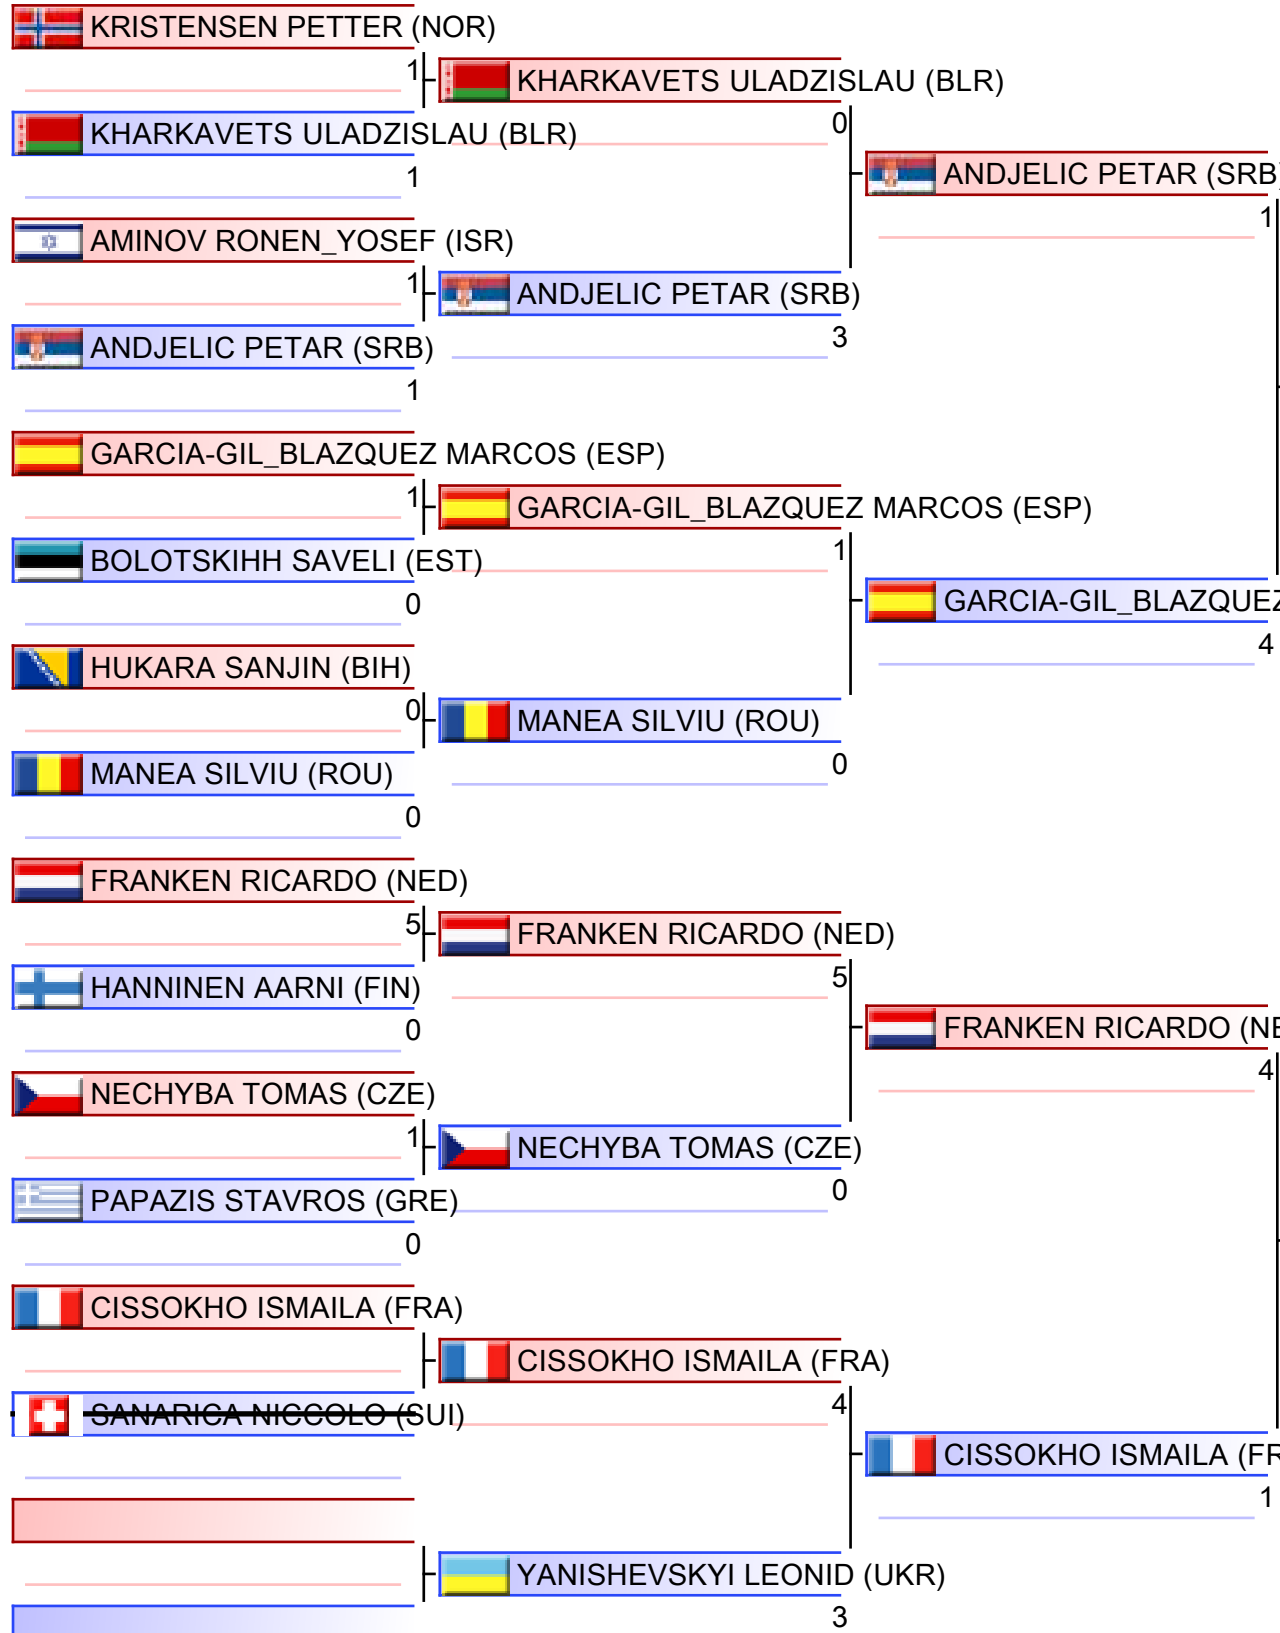 KRISTENSEN PETTER (NOR)
1
KHARKAVETS ULADZISLAU (BLR)
1
AMINOV RONEN_YOSEF (ISR)
1
ANDJELIC PETAR (SRB)
1
GARCIA-GIL_BLAZQUEZ MARCOS (ESP)
1
BOLOTSKIHH SAVELI (EST)
0
HUKARA SANJIN (BIH)
0
MANEA SILVIU (ROU)
0
FRANKEN RICARDO (NED)
5
HANNINEN AARNI (FIN)
0
NECHYBA TOMAS (CZE)
1
PAPAZIS STAVROS (GRE)
0
CISSOKHO ISMAILA (FRA)
SANARICA NICCOLO (SUI)
KHARKAVETS ULADZISLAU (BLR)
0
ANDJELIC PETAR (SRB)
3
GARCIA-GIL_BLAZQUEZ MARCOS (ESP)
1
MANEA SILVIU (ROU)
0
FRANKEN RICARDO (NED)
5
NECHYBA TOMAS (CZE)
0
CISSOKHO ISMAILA (FRA)
4
YANISHEVSKYI LEONID (UKR)
3
ANDJELIC PETAR (SRB)
1
GARCIA-GIL_BLAZQUEZ
4
FRANKEN RICARDO (NE
4
CISSOKHO ISMAILA (FR
1